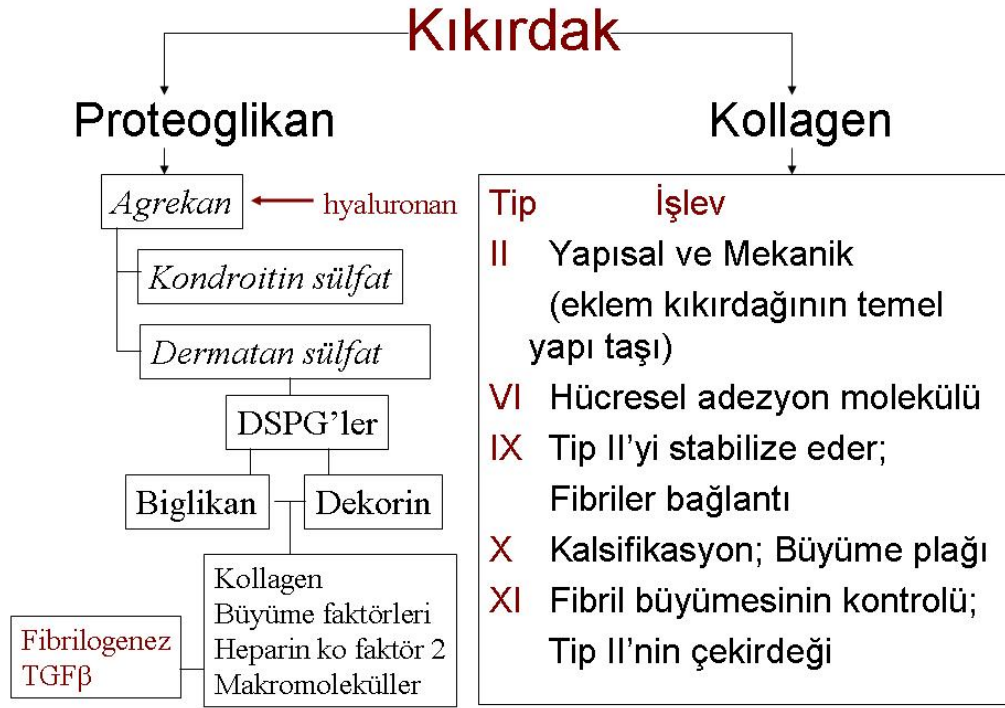 Kıkırdak
Proteoglikan
Agrekan
hyaluronan
Kondroitin sülfat
Dermatan sülfat
DSPG’ler
Biglikan
Dekorin
Kollagen
Büyüme faktörleri
Heparin ko faktör 2
Makromoleküller
Fibrilogenez
TGFβ
Kollagen
Tip İşlev
II Yapısal ve Mekanik
(eklem kıkırdağının temel
yapı taşı)
VI Hücresel adezyon molekülü
IX Tip II’yi stabilize eder;
Fibriler bağlantı
X Kalsifikasyon; Büyüme plağı
XI Fibril büyümesinin kontrolü;
Tip II’nin çekirdeği